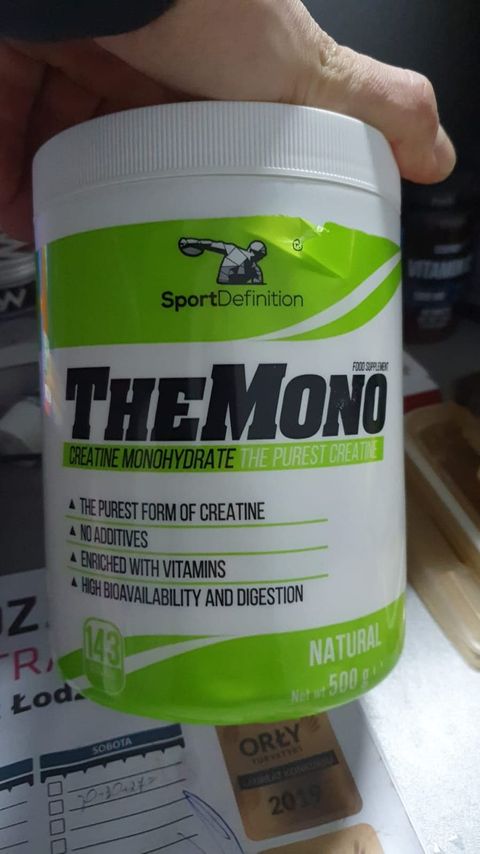 ®
SportDefinition
FOOD SUPPLEMENT
THEMONO
CREATINE MONOHYDRATE THE PUREST CREATINE
THE PUREST FORM OF CREATINE
NO ADDITIVES
ENRICHED WITH VITAMINS
HIGH BIOAVAILABILITY AND DIGESTION
143
NATURAL
Net wt 500 g
SOBOTA
ORŁY
TURYSTYKI
2019